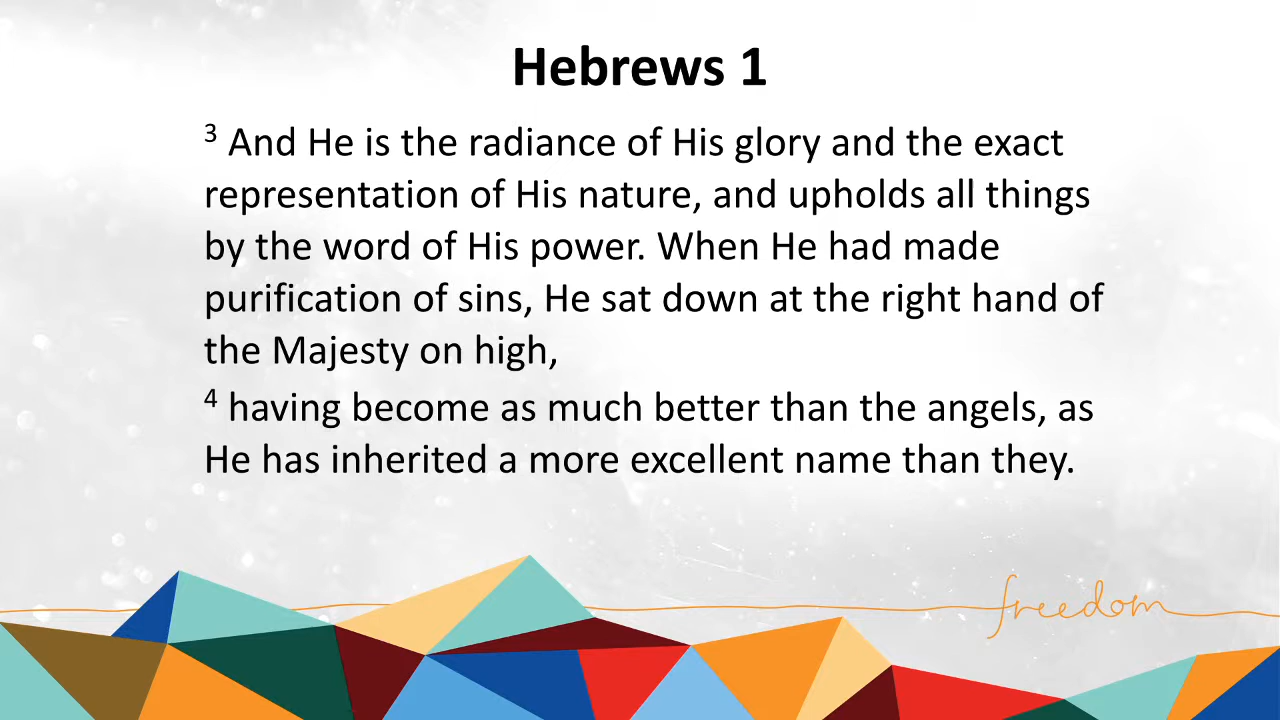 Hebrews 1
3 And He is the radiance of His glory and the exact
representation of His nature, and upholds all things
by the word of His power. When He had made
purification of sins, He sat down at the right hand of
the Majesty on high,
4 having become as much better than the angels, as
He has inherited a more excellent name than they.
freedom